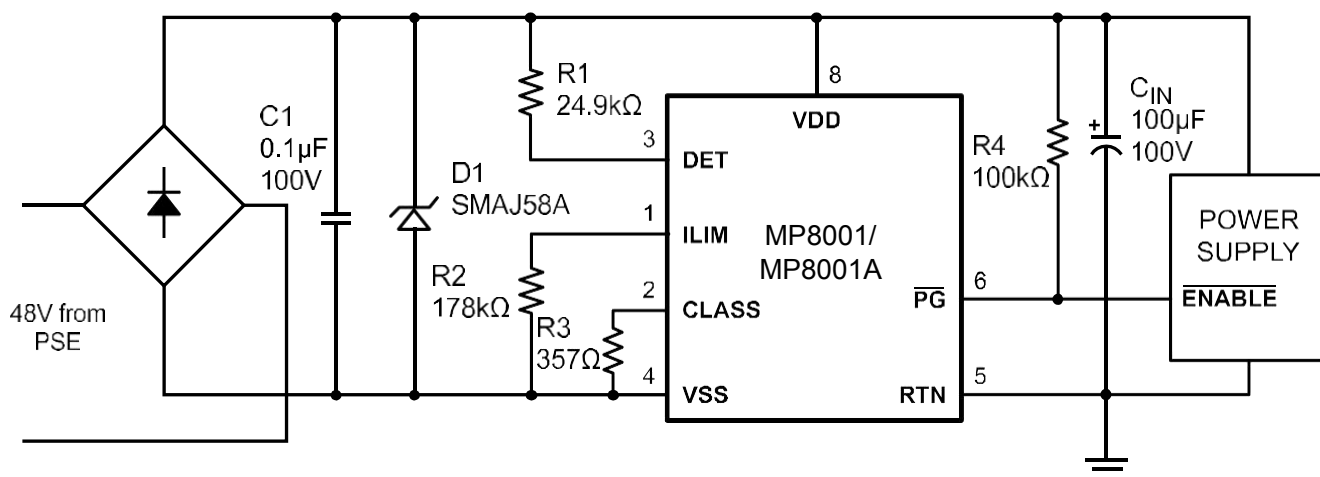 C1
0.1µF
100V
48V from
PSE
D1
SMAJ58A
R1
24.9kΩ
R2
178kΩ
R3
357Ω
3
1
2
4
8
VDD
DET
ILIM
CLASS
VSS
MP8001/
MP8001A
PG
RTN
6
5
R4
100kΩ
CIN
+
100µF
100V
POWER
SUPPLY
ENABLE